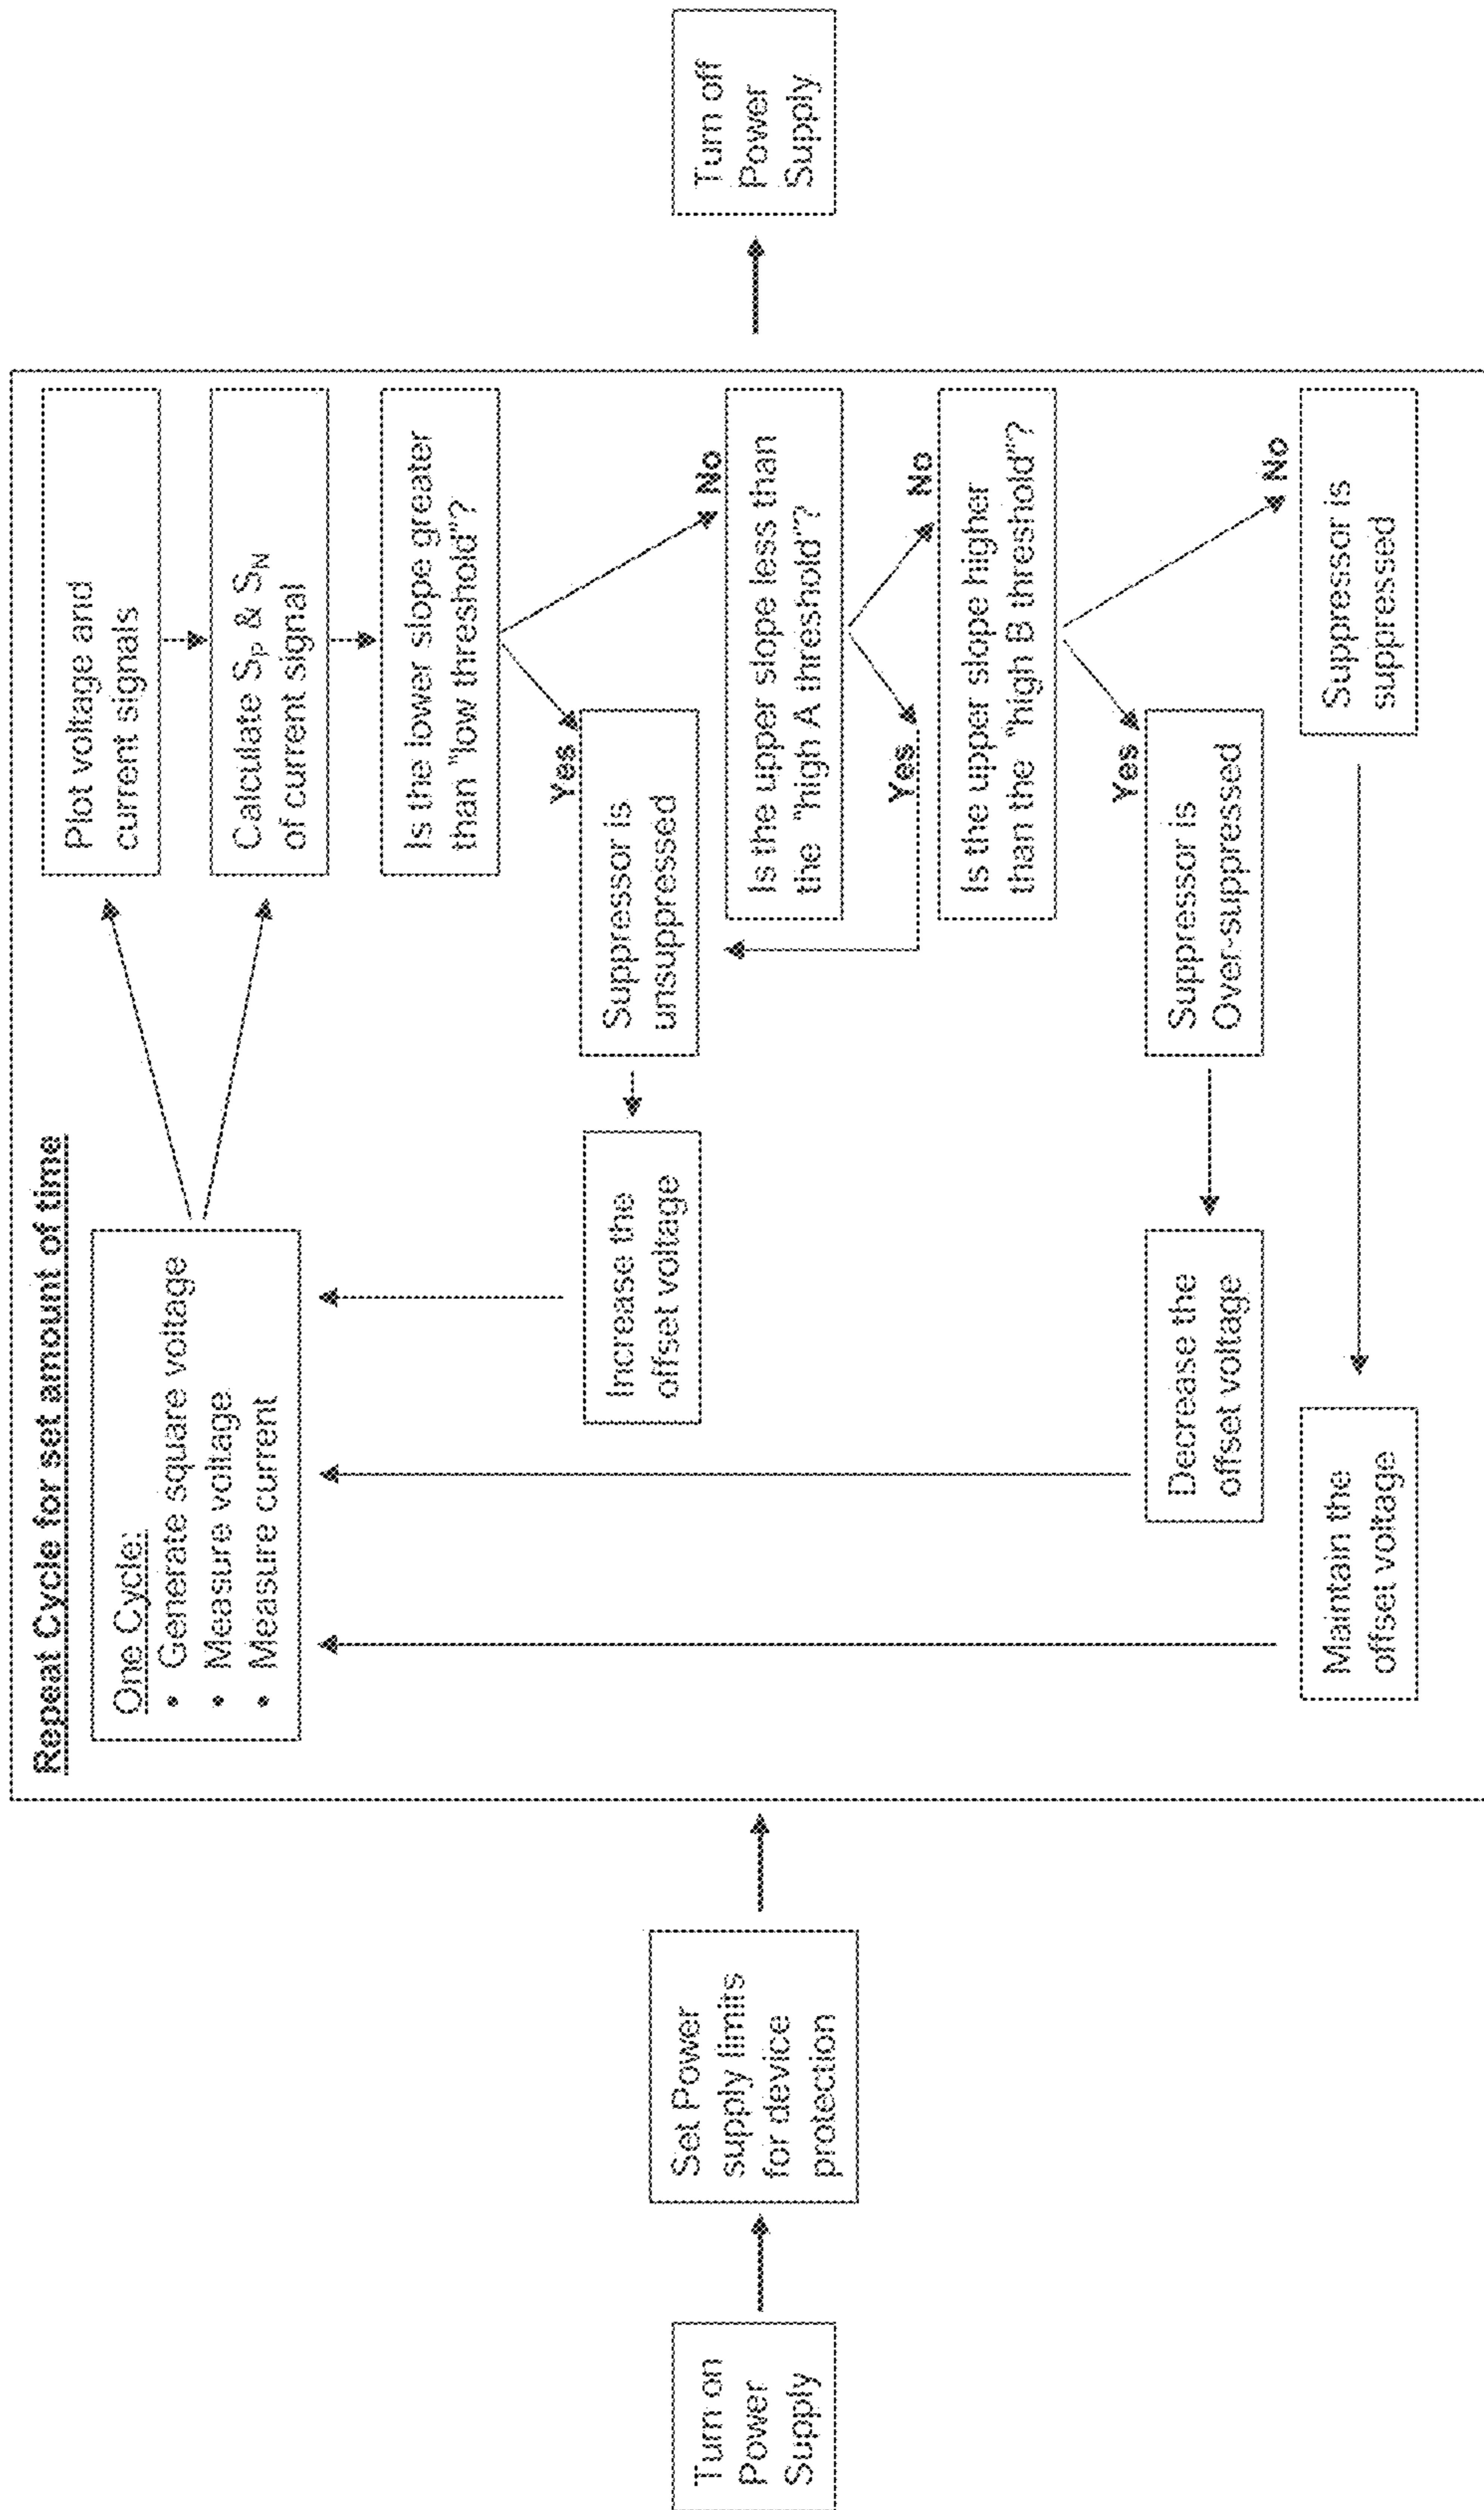 Turn on
Power
Supply
Set Power
supply limits
for device
protection
Repeat Cycle for set amount of time
One Cycle:
• Generate square voltage
• Measure voltage
• Measure current
Plot voltage and
current signals
Calculate SP & SN
of current signal
Is the lower slope greater
than "low threshold"?
Yes
No
Suppressor is
unsuppressed
Increase the
offset voltage
Is the upper slope less than
the "high A threshold"?
Yes
No
Is the upper slope higher
than the "high B threshold"?
Yes
No
Suppressor is
Over-suppressed
Decrease the
offset voltage
Suppressor is
suppressed
Maintain the
offset voltage
Turn off
Power
Supply